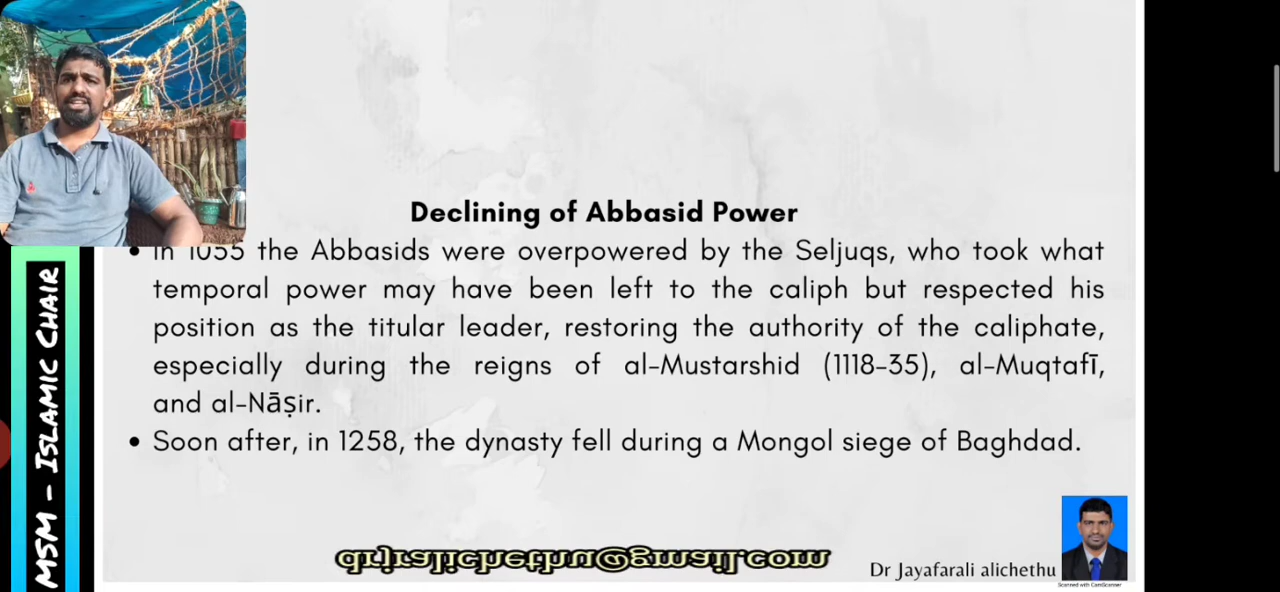 Declining of Abbasid Power
• In 1055 the Abbasids were overpowered by the Seljuqs, who took what
temporal power may have been left to the caliph but respected his
position as the titular leader, restoring the authority of the caliphate,
especially during the reigns of al-Mustarshid (1118-35), al-Muqtafī,
and al-Nāṣir.
• Soon after, in 1258, the dynasty fell during a Mongol siege of Baghdad.
MSM - ISLAMIC CHAIR
Dr Jayafarali alichethu
Scanned with CamScanner